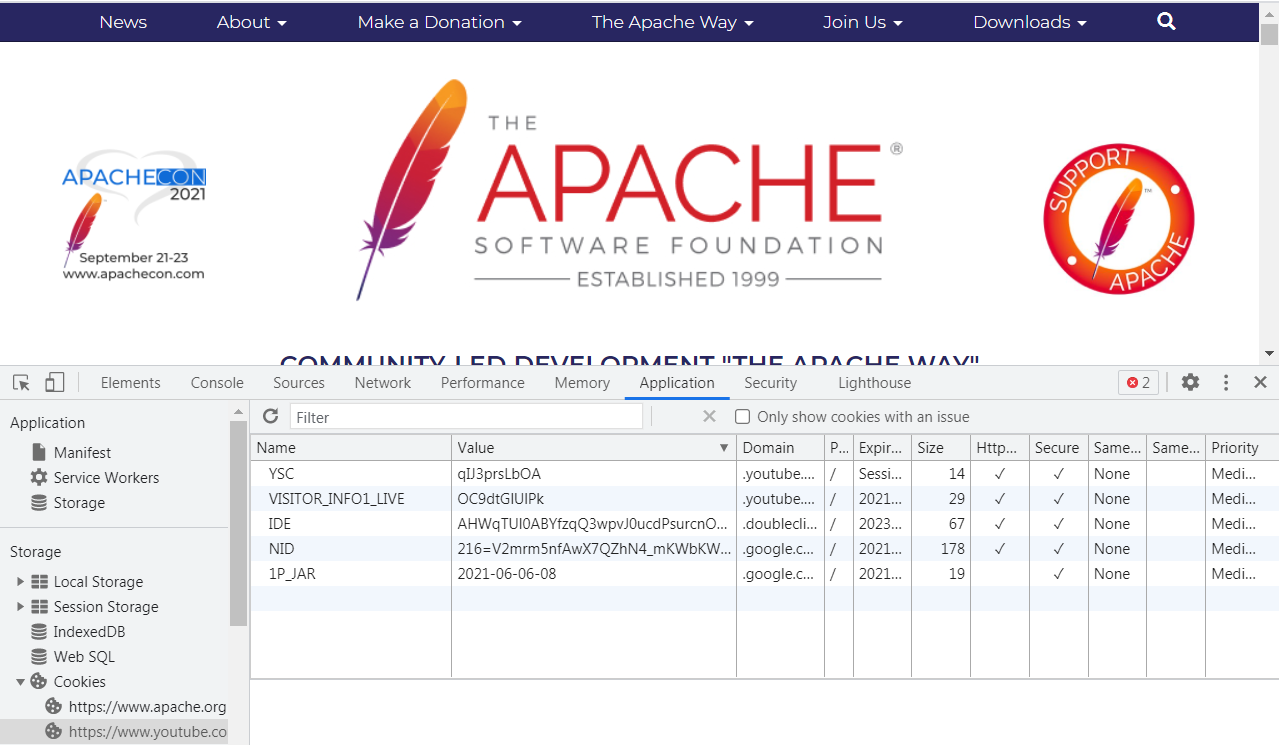 News About Make a Donation The Apache Way Join Us Downloads
THE
APACHE®
SOFTWARE FOUNDATION
ESTABLISHED 1999
APACHECON
2021
™
September 21-23
www.apachecon.com
SUPPORT
™
APACHE
COMMUNITY-LED DEVELOPMENT "THE APACHE WAY"
Elements Console Sources Network Performance Memory Application Security Lighthouse 2
Application
Manifest
Service Workers
Storage
Storage
Local Storage
Session Storage
IndexedDB
Web SQL
Cookies
https://www.apache.org
https://www.youtube.co
Filter Only show cookies with an issue
Name Value Domain P... Expir... Size Http... Secure Same... Same... Priority
YSC qIJ3prsLbOA .youtube.... / Sessi... 14 ✓ ✓ None Medi...
VISITOR_INFO1_LIVE OC9dtGlUlPk .youtube.... / 2021... 29 ✓ ✓ None Medi...
IDE AHWqTUl0ABYfzqQ3wpvJ0ucdPsurcnO... .doublecli... / 2023... 67 ✓ ✓ None Medi...
NID 216=V2mrm5nfAwX7QZhN4_mKWbKW... .google.c... / 2021... 178 ✓ ✓ None Medi...
1P_JAR 2021-06-06-08 .google.c... / 2021... 19 ✓ None Medi...